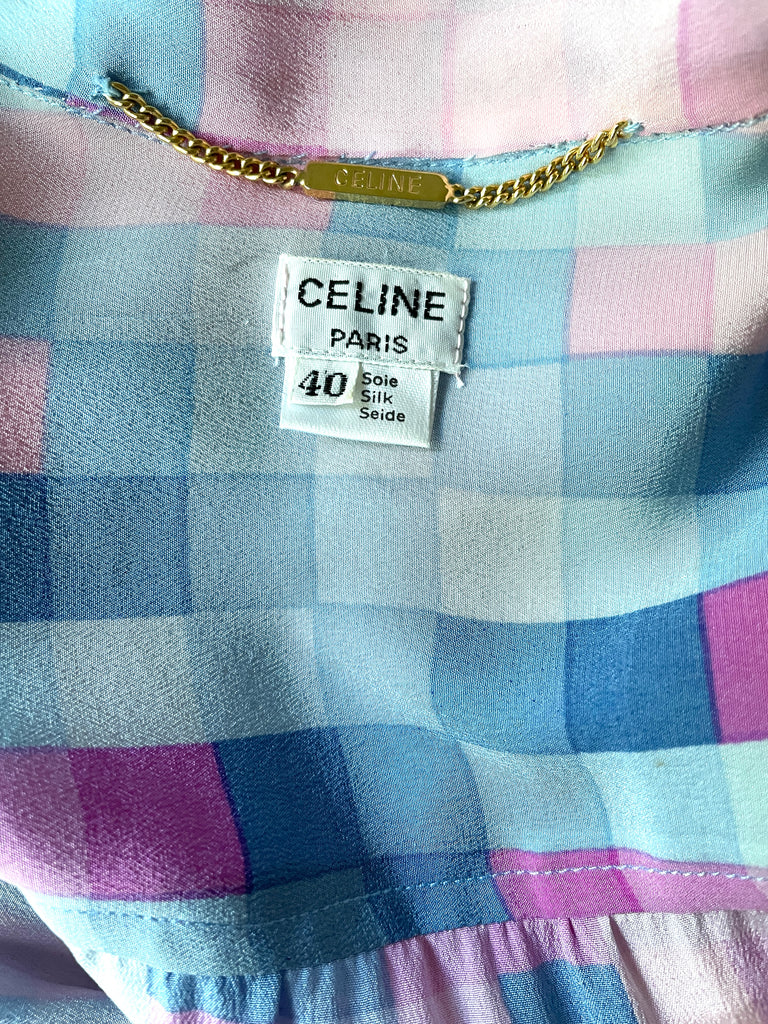 CELINE
CELINE
PARIS
40
Soie
Silk
Seide